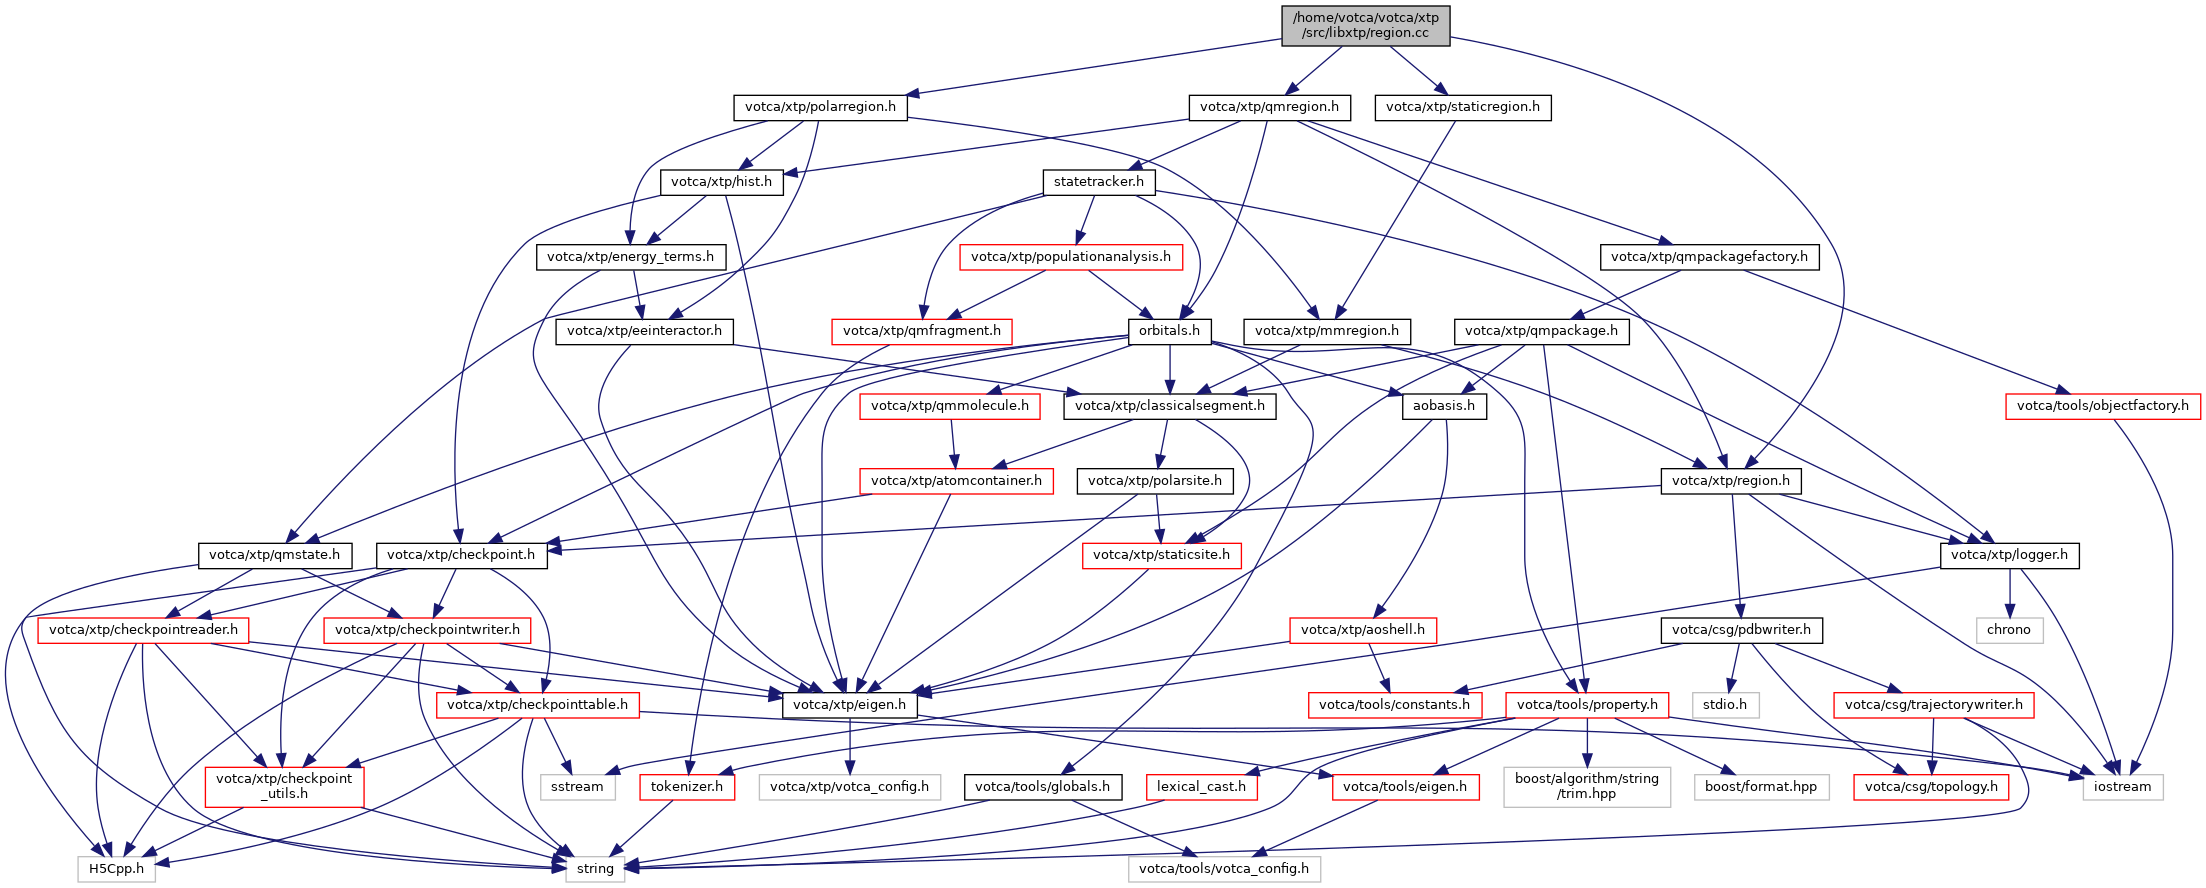 /home/votca/votca/xtp
/src/libxtp/region.cc
votca/xtp/polarregion.h
votca/xtp/qmregion.h
votca/xtp/staticregion.h
votca/xtp/hist.h
statetracker.h
votca/xtp/energy_terms.h
votca/xtp/populationanalysis.h
votca/xtp/qmpackagefactory.h
votca/xtp/eeinteractor.h
votca/xtp/qmfragment.h
orbitals.h
votca/xtp/mmregion.h
votca/xtp/qmpackage.h
votca/xtp/qmmolecule.h
votca/xtp/classicalsegment.h
aobasis.h
votca/tools/objectfactory.h
votca/xtp/atomcontainer.h
votca/xtp/polarsite.h
votca/xtp/region.h
votca/xtp/qmstate.h
votca/xtp/checkpoint.h
votca/xtp/staticsite.h
votca/xtp/logger.h
votca/xtp/checkpointreader.h
votca/xtp/checkpointwriter.h
votca/xtp/aoshell.h
votca/csg/pdbwriter.h
chrono
votca/xtp/checkpointtable.h
votca/xtp/eigen.h
votca/tools/constants.h
votca/tools/property.h
stdio.h
votca/csg/trajectorywriter.h
votca/xtp/checkpoint
_utils.h
sstream
tokenizer.h
votca/xtp/votca_config.h
votca/tools/globals.h
lexical_cast.h
votca/tools/eigen.h
boost/algorithm/string
/trim.hpp
boost/format.hpp
votca/csg/topology.h
iostream
H5Cpp.h
string
votca/tools/votca_config.h